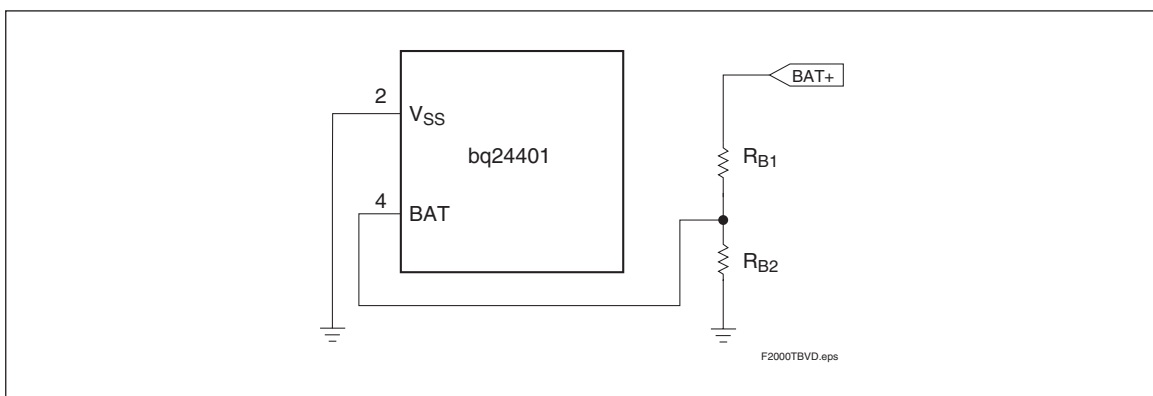 BAT+
2
VSS
bq24401
RB1
4
BAT
RB2
F2000TBVD.eps